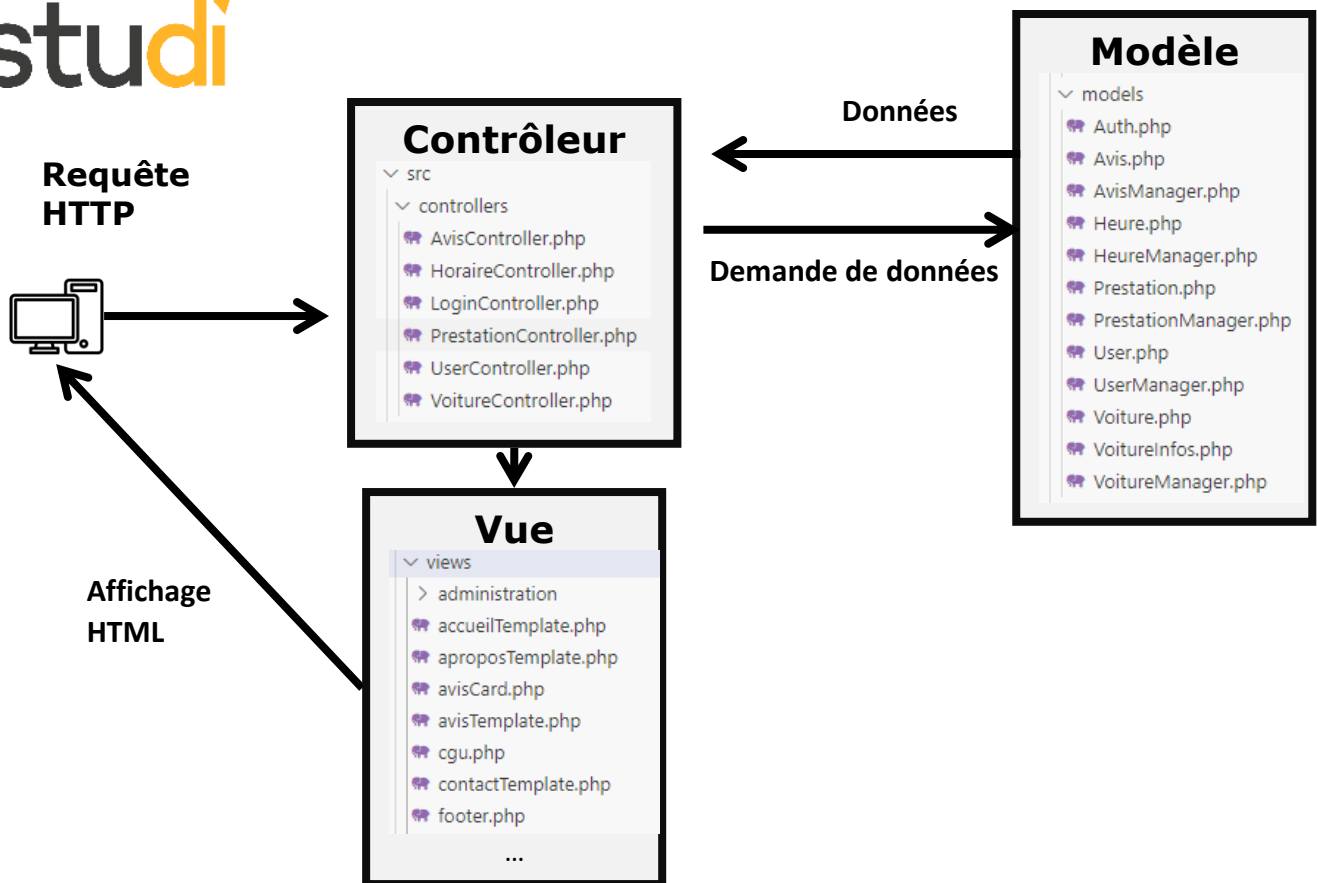 studi
Requête
HTTP
Contrôleur
src
controllers
AvisController.php
HoraireController.php
LoginController.php
PrestationController.php
UserController.php
VoitureController.php
Données
Demande de données
Modèle
models
Auth.php
Avis.php
AvisManager.php
Heure.php
HeureManager.php
Prestation.php
PrestationManager.php
User.php
UserManager.php
Voiture.php
VoitureInfos.php
VoitureManager.php
Vue
views
administration
accueilTemplate.php
aproposTemplate.php
avisCard.php
avisTemplate.php
cgu.php
contactTemplate.php
footer.php
...
Affichage
HTML